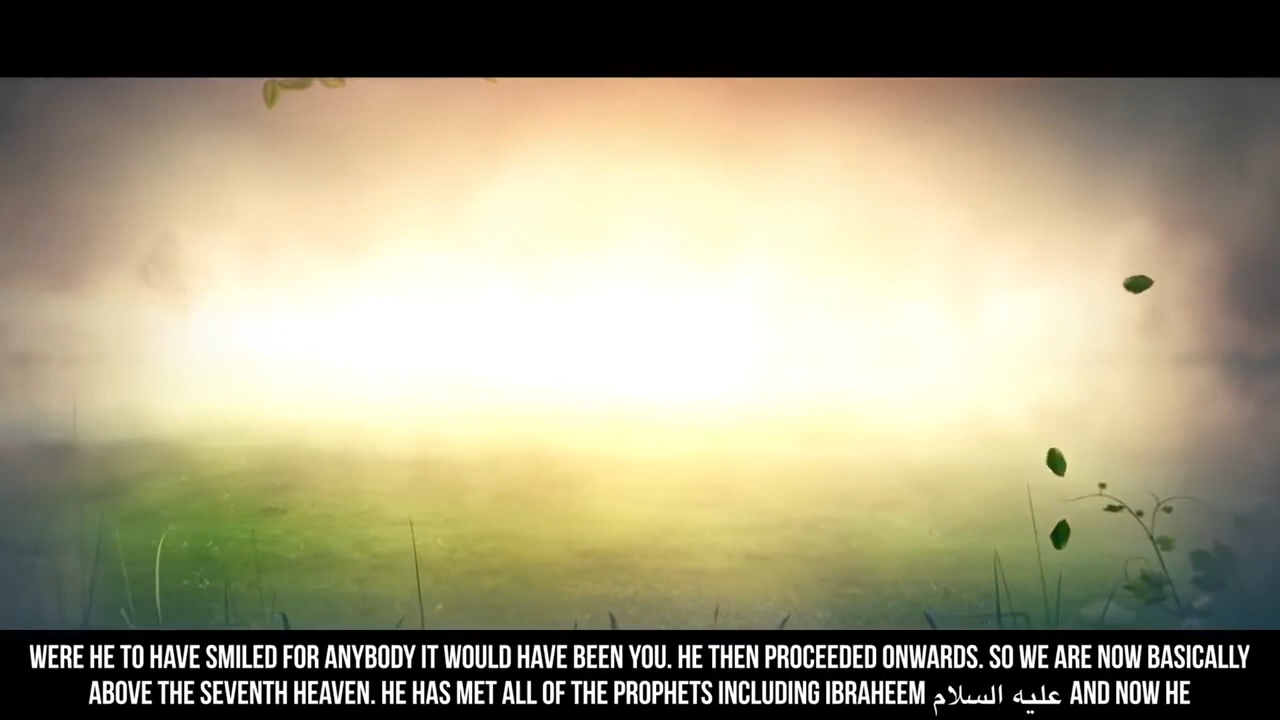 WERE HE TO HAVE SMILED FOR ANYBODY IT WOULD HAVE BEEN YOU. HE THEN PROCEEDED ONWARDS. SO WE ARE NOW BASICALLY
ABOVE THE SEVENTH HEAVEN. HE HAS MET ALL OF THE PROPHETS INCLUDING IBRAHEEM عليه السلام AND NOW HE